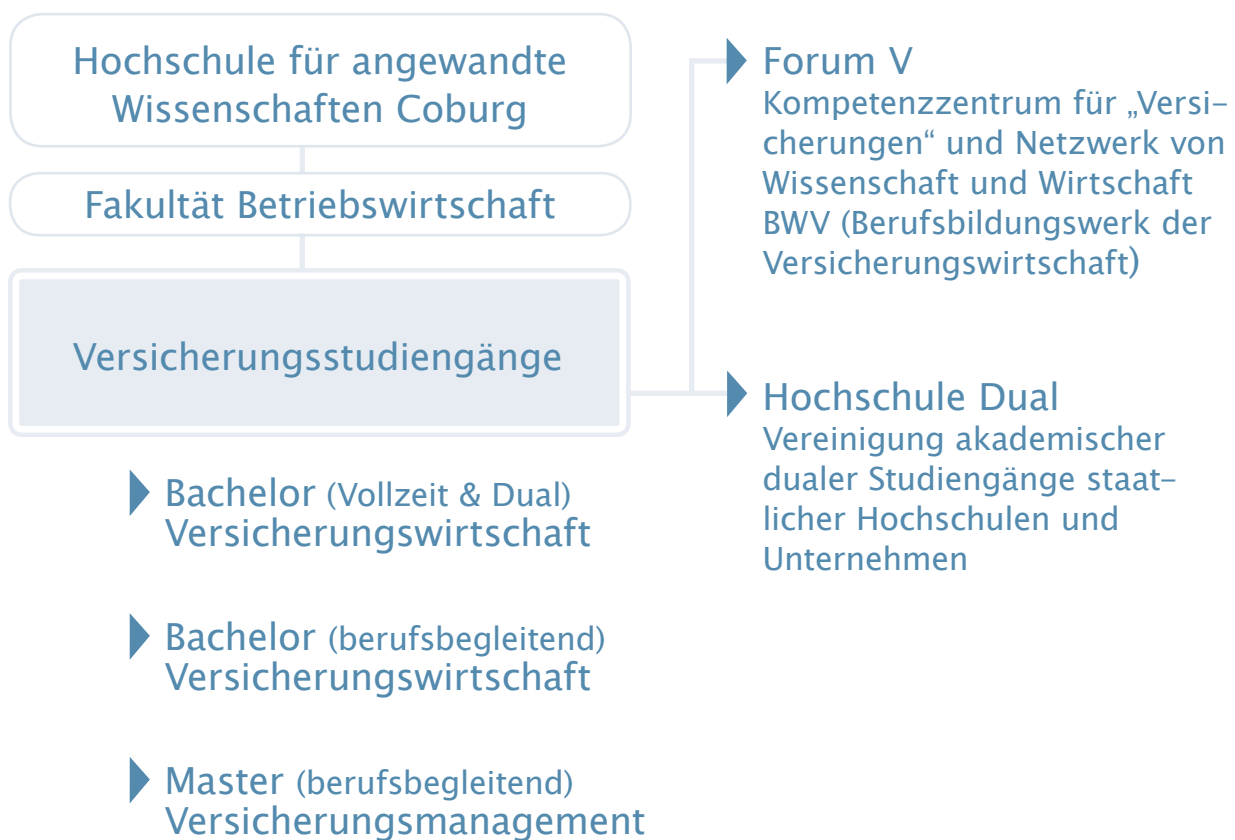 Hochschule für angewandte
Wissenschaften Coburg
Fakultät Betriebswirtschaft
Versicherungsstudiengänge
Bachelor (Vollzeit & Dual)
Versicherungswirtschaft
Bachelor (berufsbegleitend)
Versicherungswirtschaft
Master (berufsbegleitend)
Versicherungsmanagement
Forum V
Kompetenzzentrum für „Versi-
cherungen“ und Netzwerk von
Wissenschaft und Wirtschaft
BWV (Berufsbildungswerk der
Versicherungswirtschaft)
Hochschule Dual
Vereinigung akademischer
dualer Studiengänge staat-
licher Hochschulen und
Unternehmen